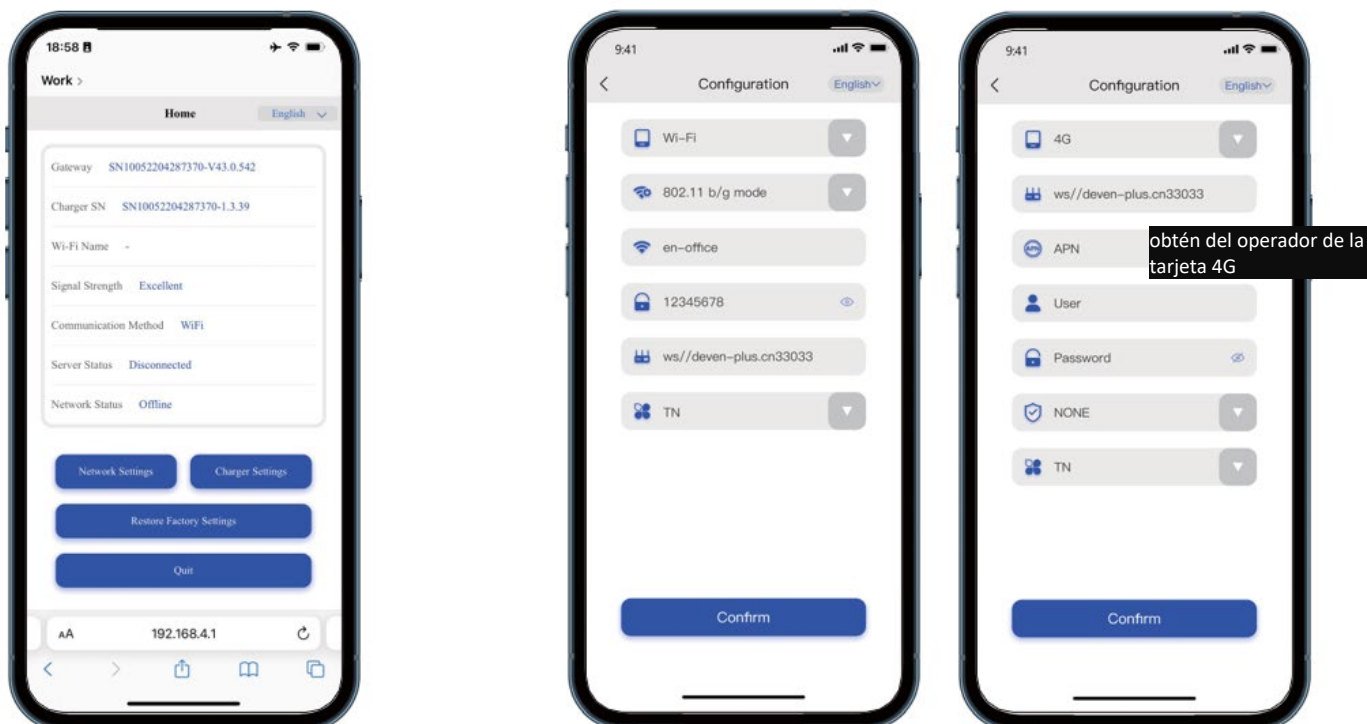 18:58
Work >
Home
English
Gateway SN10052204287370-V43.0.542
Charger SN SN10052204287370-1.3.39
Wi-Fi Name -
Signal Strength Excellent
Communication Method WiFi
Server Status Disconnected
Network Status Offline
Network Settings
Charger Settings
Restore Factory Settings
Quit
AA
192.168.4.1
9:41
Configuration
English
Wi-Fi
802.11 b/g mode
en-office
12345678
ws//deven-plus.cn33033
TN
Confirm
9:41
Configuration
English
4G
ws//deven-plus.cn33033
APN
APN
obtén del operador de la
tarjeta 4G
User
Password
NONE
TN
Confirm